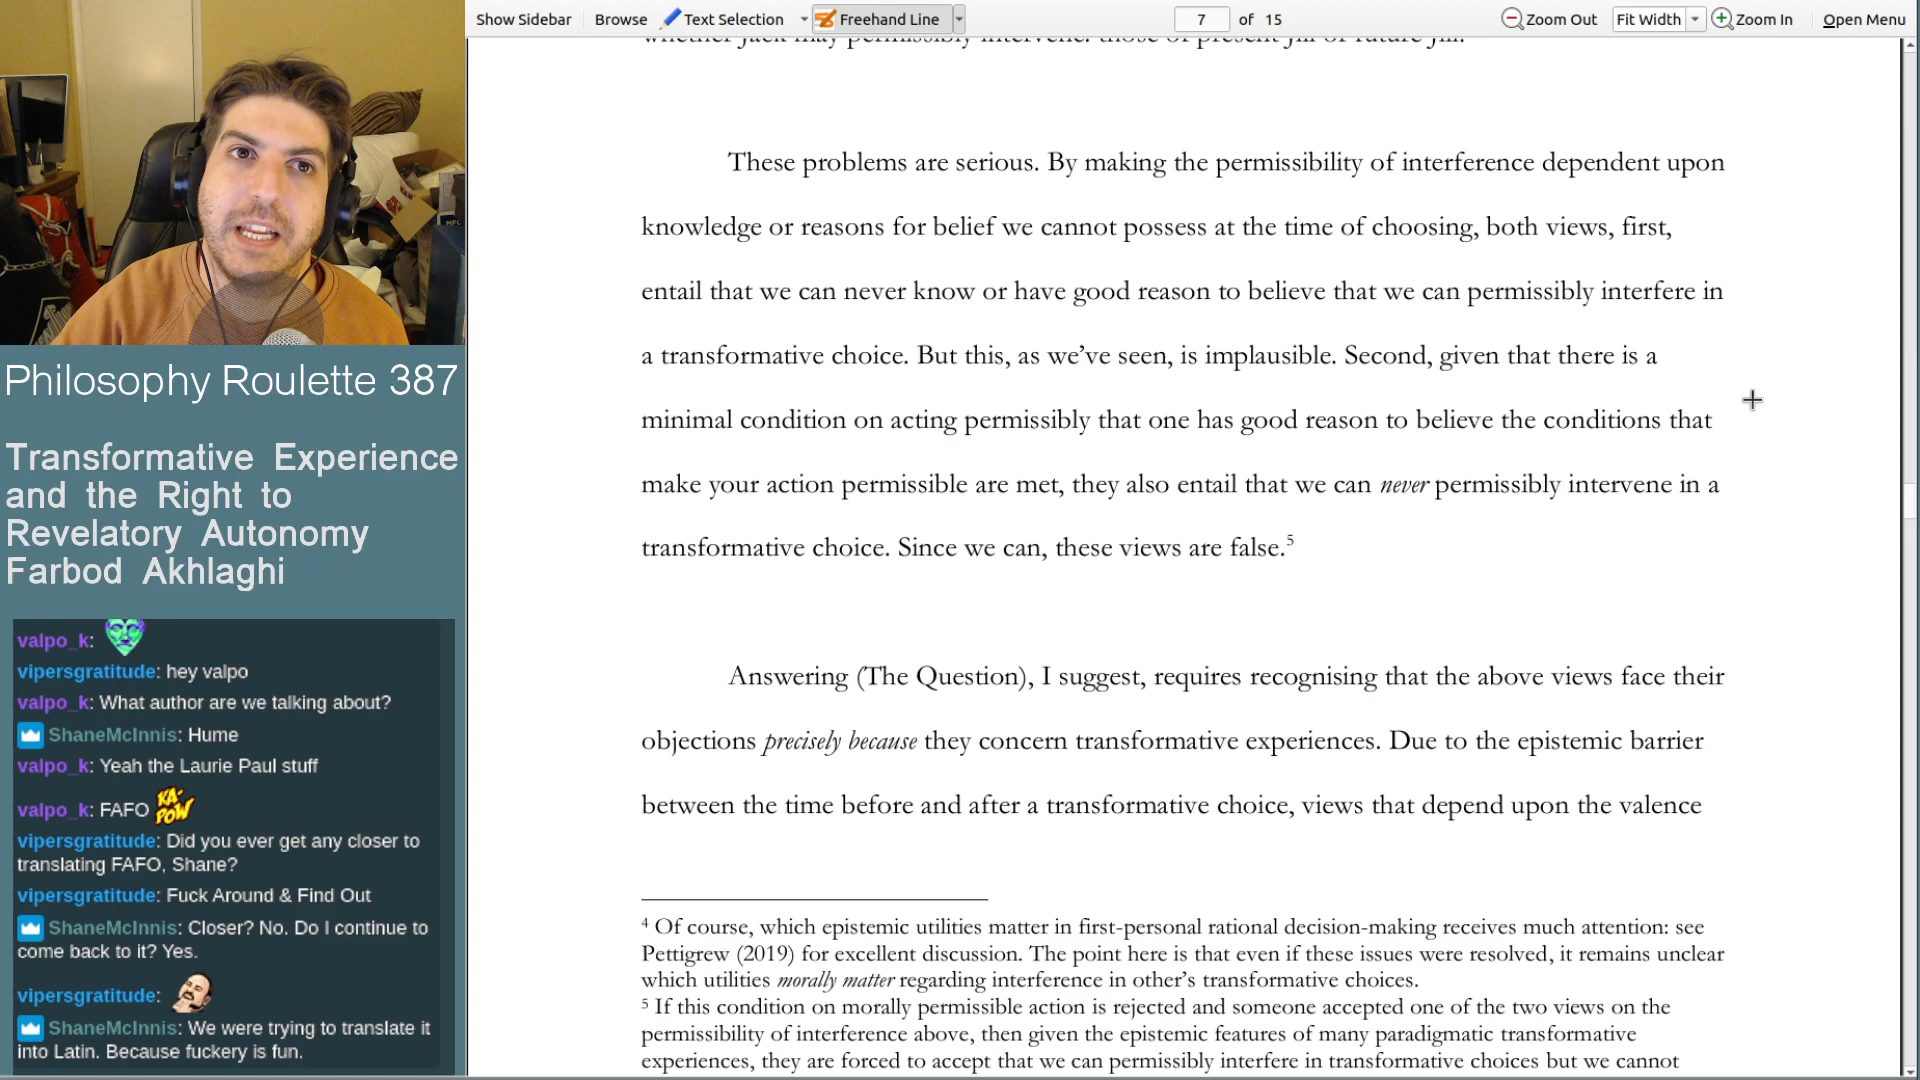 Show Sidebar Browse Text Selection Freehand Line 7 of 15 Zoom Out Fit Width Zoom In Open Menu
whether Jack may permissibly intervene: those of present Jill or future Jill.
These problems are serious. By making the permissibility of interference dependent upon
knowledge or reasons for belief we cannot possess at the time of choosing, both views, first,
entail that we can never know or have good reason to believe that we can permissibly interfere in
a transformative choice. But this, as we’ve seen, is implausible. Second, given that there is a
minimal condition on acting permissibly that one has good reason to believe the conditions that
make your action permissible are met, they also entail that we can never permissibly intervene in a
transformative choice. Since we can, these views are false.5
Answering (The Question), I suggest, requires recognising that the above views face their
objections precisely because they concern transformative experiences. Due to the epistemic barrier
between the time before and after a transformative choice, views that depend upon the valence
4 Of course, which epistemic utilities matter in first-personal rational decision-making receives much attention: see
Pettigrew (2019) for excellent discussion. The point here is that even if these issues were resolved, it remains unclear
which utilities morally matter regarding interference in other’s transformative choices.
5 If this condition on morally permissible action is rejected and someone accepted one of the two views on the
permissibility of interference above, then given the epistemic features of many paradigmatic transformative
experiences, they are forced to accept that we can permissibly interfere in transformative choices but we cannot
Philosophy Roulette 387
Transformative Experience
and the Right to
Revelatory Autonomy
Farbod Akhlaghi
valpo_k:
vipersgratitude: hey valpo
valpo_k: What author are we talking about?
ShaneMcInnis: Hume
valpo_k: Yeah the Laurie Paul stuff
valpo_k: FAFO KA-POW
vipersgratitude: Did you ever get any closer to
translating FAFO, Shane?
vipersgratitude: Fuck Around & Find Out
ShaneMcInnis: Closer? No. Do I continue to
come back to it? Yes.
vipersgratitude:
ShaneMcInnis: We were trying to translate it
into Latin. Because fuckery is fun.